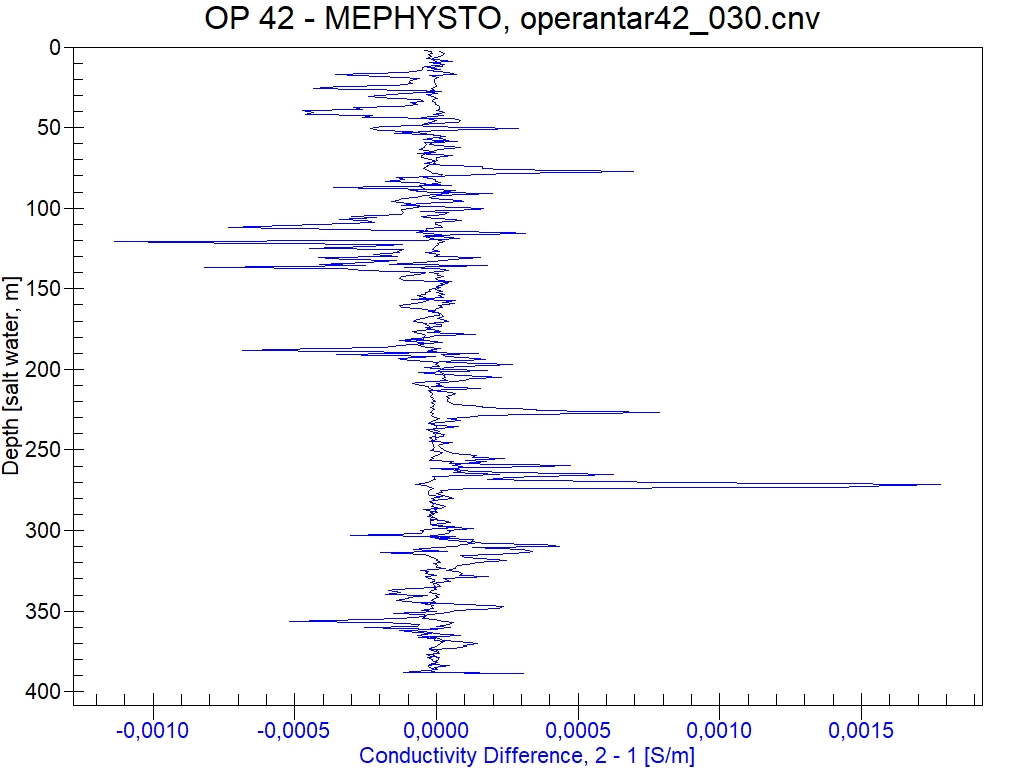 OP 42 - MEPHYSTO, operantar42_030.cnv
0
50
100
150
200
250
300
350
400
Depth [salt water, m]
-0,0010 -0,0005 0,0000 0,0005 0,0010 0,0015
Conductivity Difference, 2 - 1 [S/m]